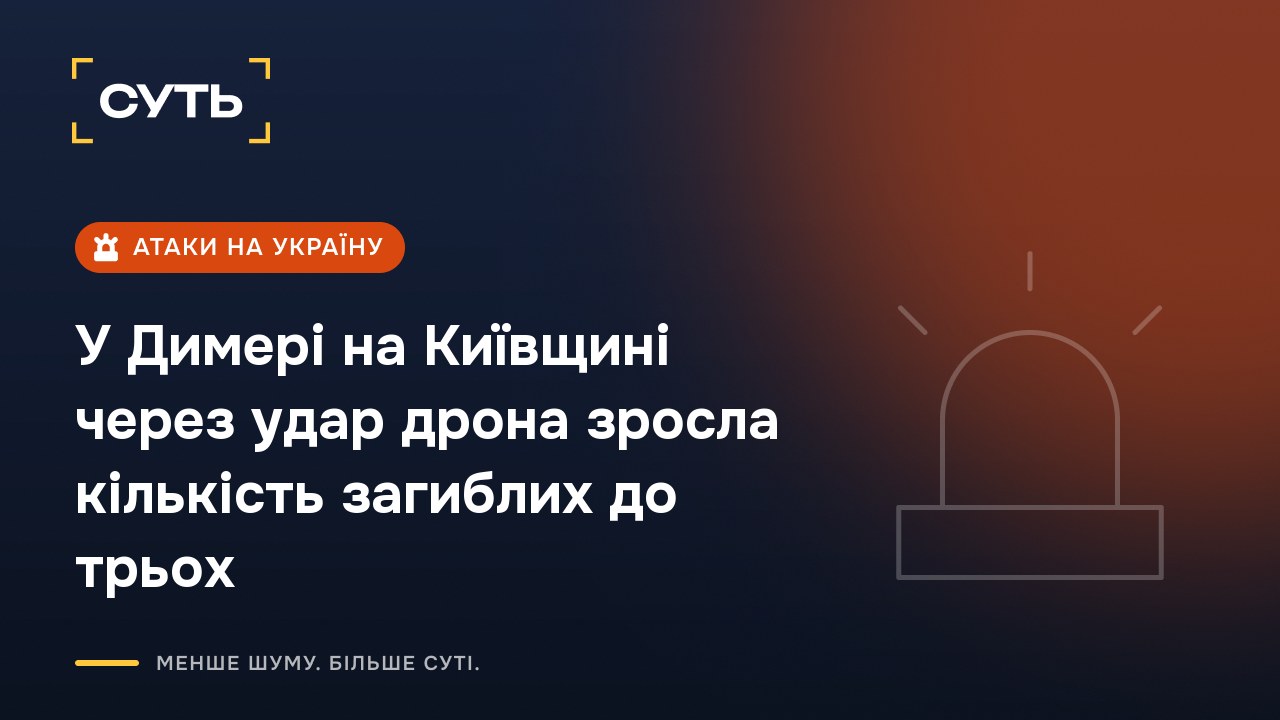 СУТЬ
АТАКИ НА УКРАЇНУ
У Димері на Київщині
через удар дрона зросла
кількість загиблих до
трьох
МЕНШЕ ШУМУ. БІЛЬШЕ СУТІ.